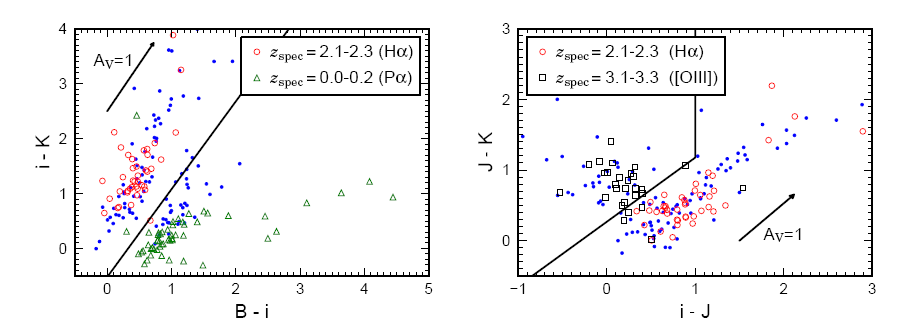 4
3
2
1
0
i - K
A_V=1
z_spec = 2.1-2.3 (Hα)
z_spec = 0.0-0.2 (Pα)
0 1 2 3 4 5
B - i
3
2
1
0
J - K
z_spec = 2.1-2.3 (Hα)
z_spec = 3.1-3.3 ([OIII])
A_V=1
−1 0 1 2 3
i - J